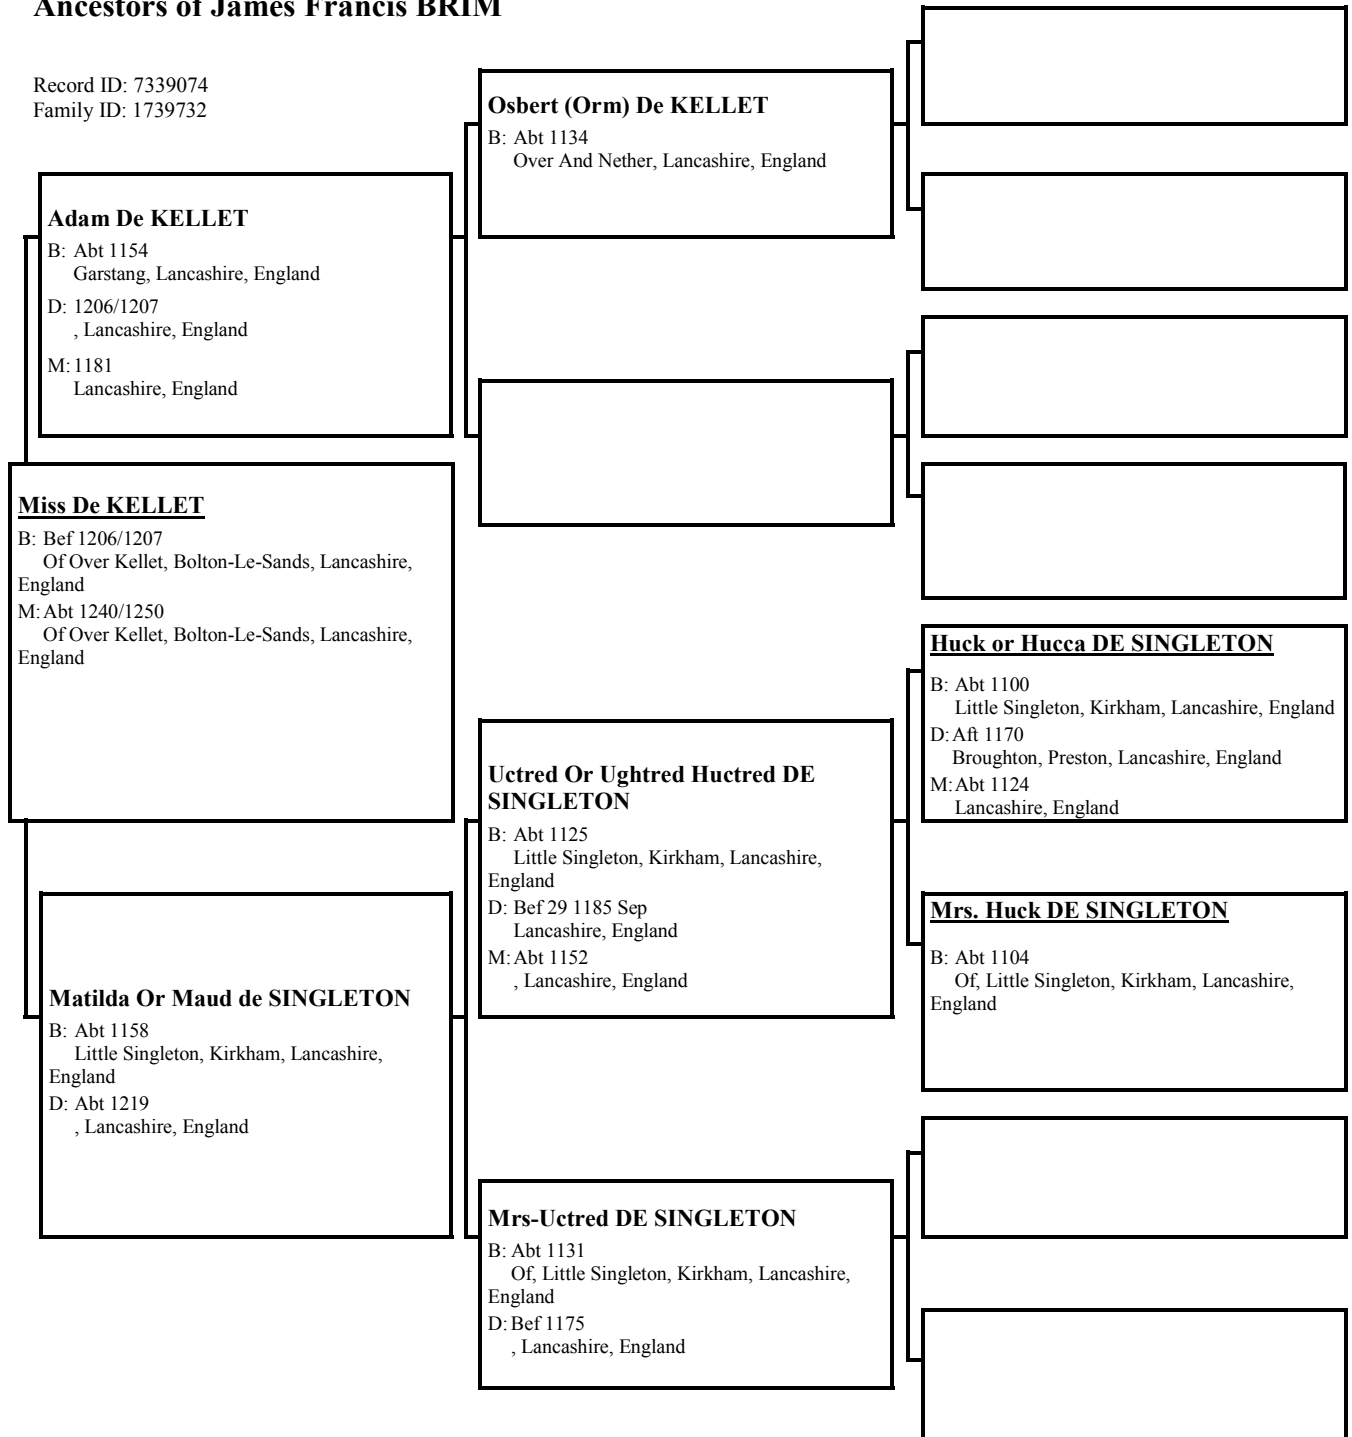 Ancestors of James Francis BRIM
Record ID: 7339074
Family ID: 1739732
Osbert (Orm) De KELLET
B: Abt 1134
Over And Nether, Lancashire, England
Adam De KELLET
B: Abt 1154
Garstang, Lancashire, England
D: 1206/1207
, Lancashire, England
M: 1181
Lancashire, England
Miss De KELLET
B: Bef 1206/1207
Of Over Kellet, Bolton-Le-Sands, Lancashire,
England
M: Abt 1240/1250
Of Over Kellet, Bolton-Le-Sands, Lancashire,
England
Huck or Hucca DE SINGLETON
B: Abt 1100
Little Singleton, Kirkham, Lancashire, England
D: Aft 1170
Broughton, Preston, Lancashire, England
M: Abt 1124
Lancashire, England
Uctred Or Ughtred Huctred DE
SINGLETON
B: Abt 1125
Little Singleton, Kirkham, Lancashire,
England
D: Bef 29 1185 Sep
Lancashire, England
M: Abt 1152
, Lancashire, England
Mrs. Huck DE SINGLETON
B: Abt 1104
Of, Little Singleton, Kirkham, Lancashire,
England
Matilda Or Maud de SINGLETON
B: Abt 1158
Little Singleton, Kirkham, Lancashire,
England
D: Abt 1219
, Lancashire, England
Mrs-Uctred DE SINGLETON
B: Abt 1131
Of, Little Singleton, Kirkham, Lancashire,
England
D: Bef 1175
, Lancashire, England